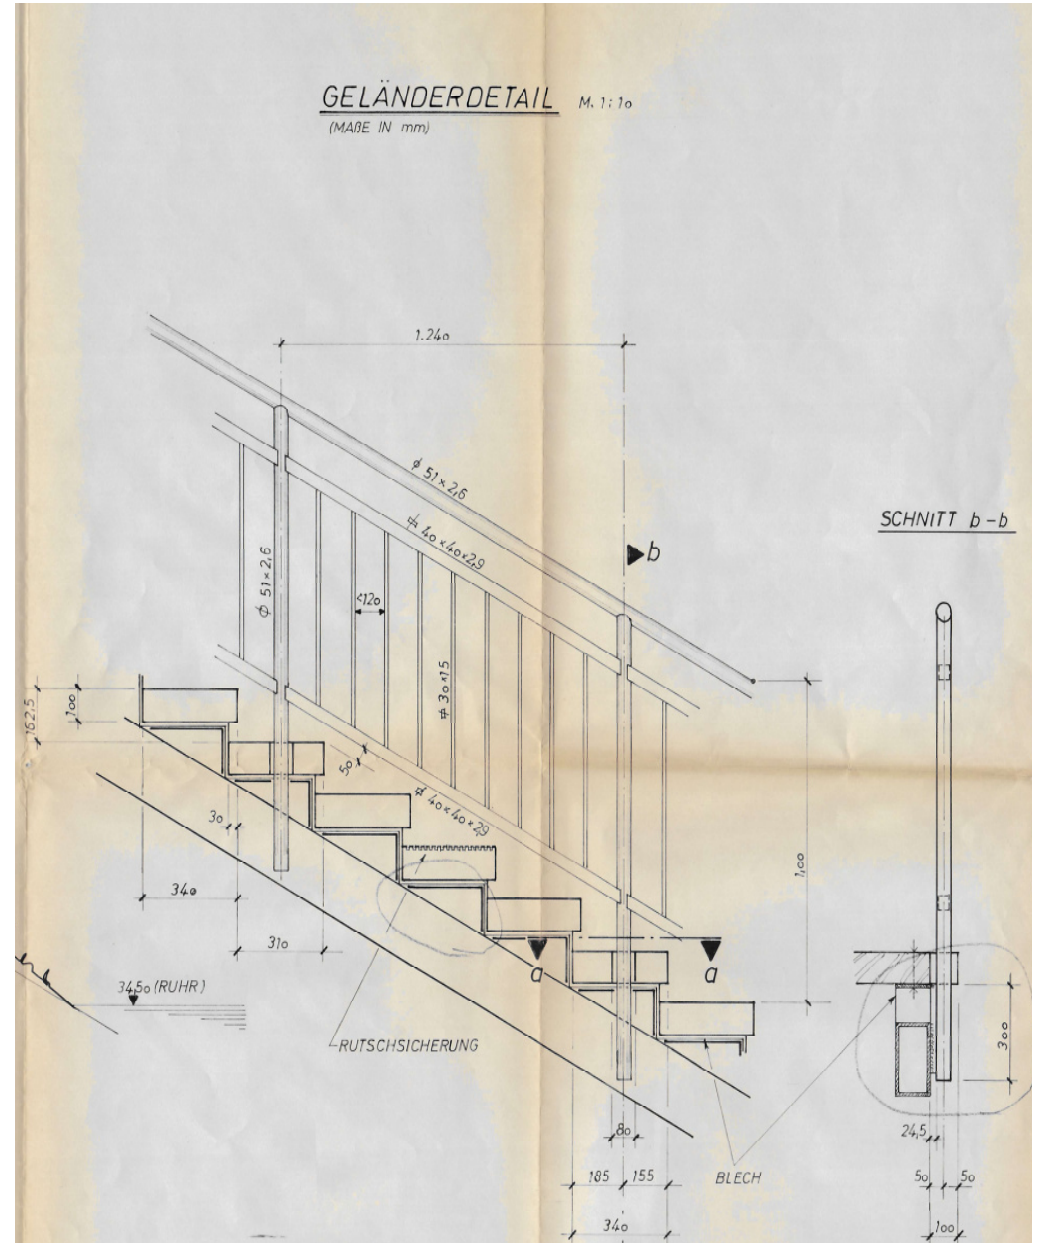 GELÄNDERDETAIL M. 1:10
(MAßE IN mm)
1.240
ϕ 51×2,6
40×40×2,9
b
SCHNITT b-b
ϕ 51×2,6
<120
30×15
162,5
100
50
40×40×2,9
30
1,00
340
310
a
a
34,50 (RUHR)
RUTSCHSICHERUNG
300
80
24,5
185
155
BLECH
50
50
340
100